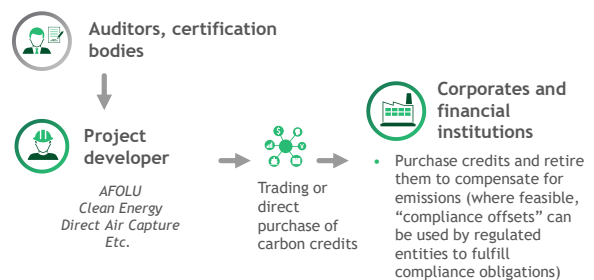 Auditors, certification
bodies
Project
developer
AFOLU
Clean Energy
Direct Air Capture
Etc.
Trading or
direct
purchase of
carbon credits
Corporates and
financial
institutions
• Purchase credits and retire
them to compensate for
emissions (where feasible,
“compliance offsets” can
be used by regulated
entities to fulfill
compliance obligations)